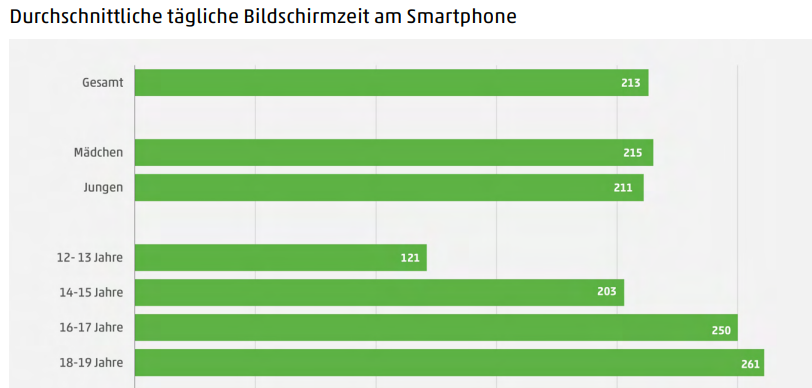 Durchschnittliche tägliche Bildschirmzeit am Smartphone
Gesamt 213
Mädchen 215
Jungen 211
12- 13 Jahre 121
14-15 Jahre 203
16-17 Jahre 250
18-19 Jahre 261